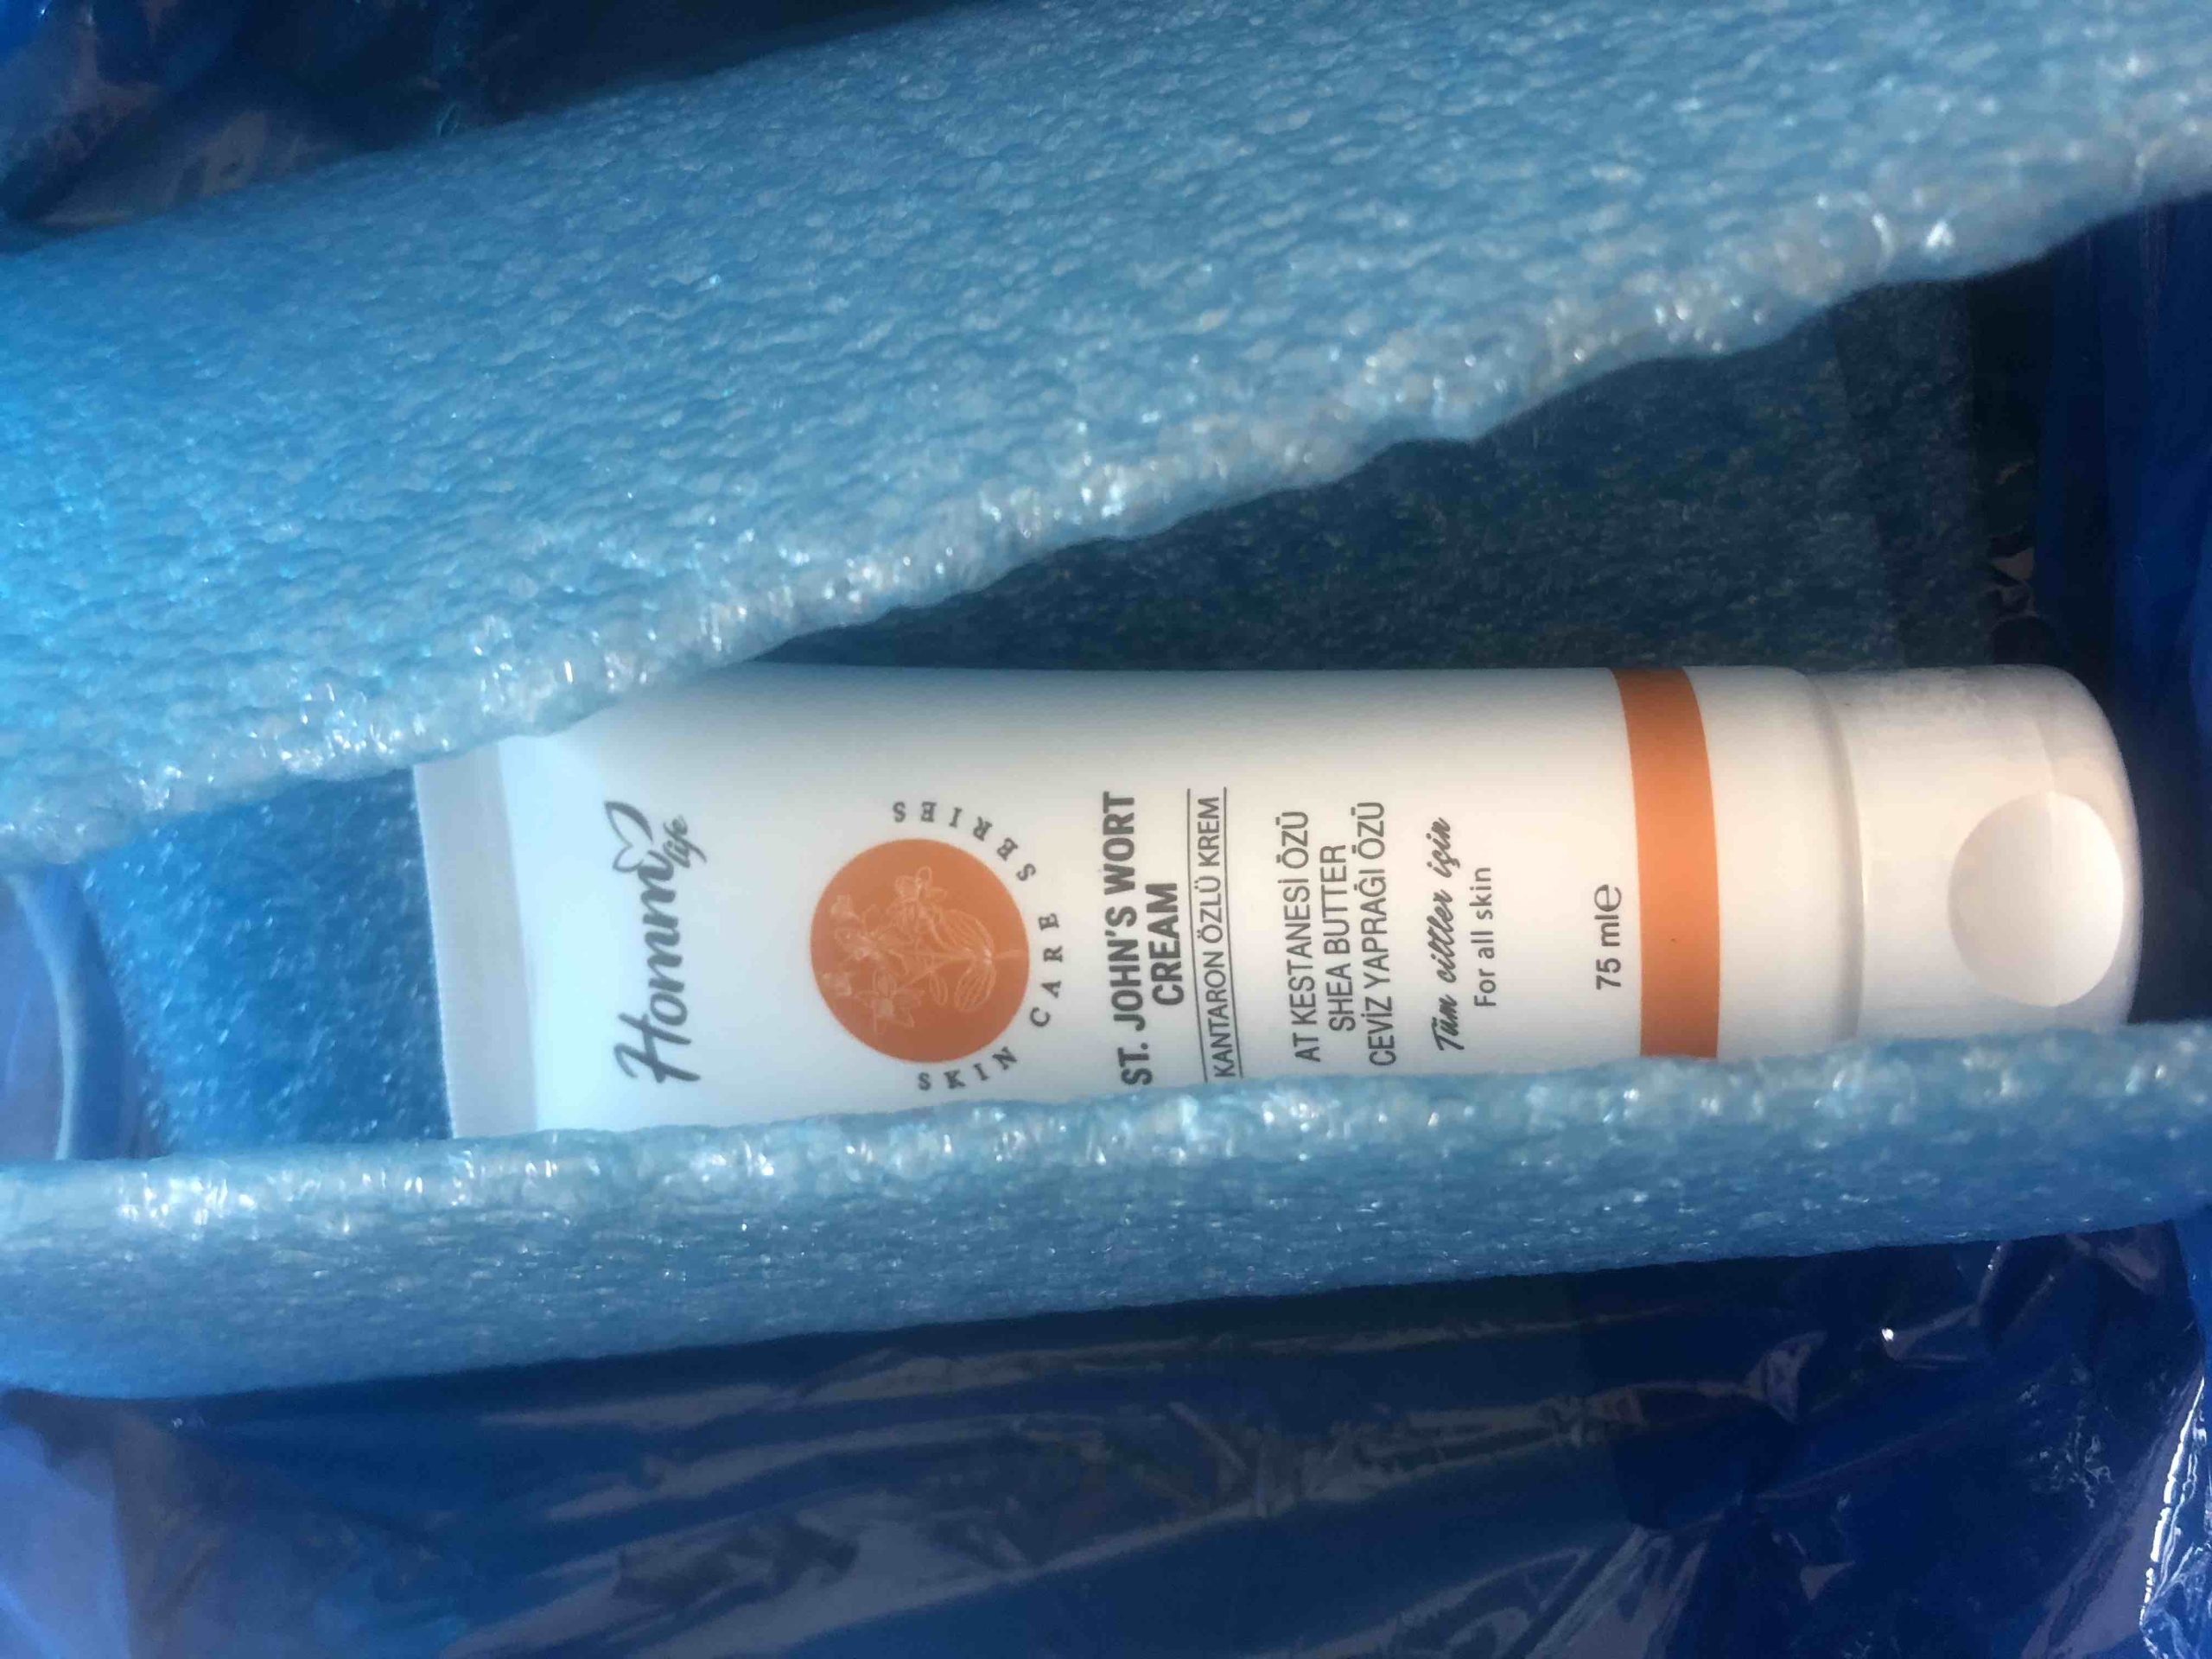 Homm
life
SKIN CARE SERIES
ST. JOHN'S WORT
CREAM
KANTARON ÖZLÜ KREM
AT KESTANESİ ÖZÜ
SHEA BUTTER
CEVİZ YAPRAĞI ÖZÜ
Tüm ciltler için
For all skin
75 ml℮